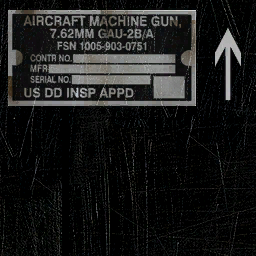 AIRCRAFT MACHINE GUN,
7.62MM GAU-2B/A
FSN 1005-903-0751
CONTR NO.
MFR
SERIAL NO.
US DD INSP APPD